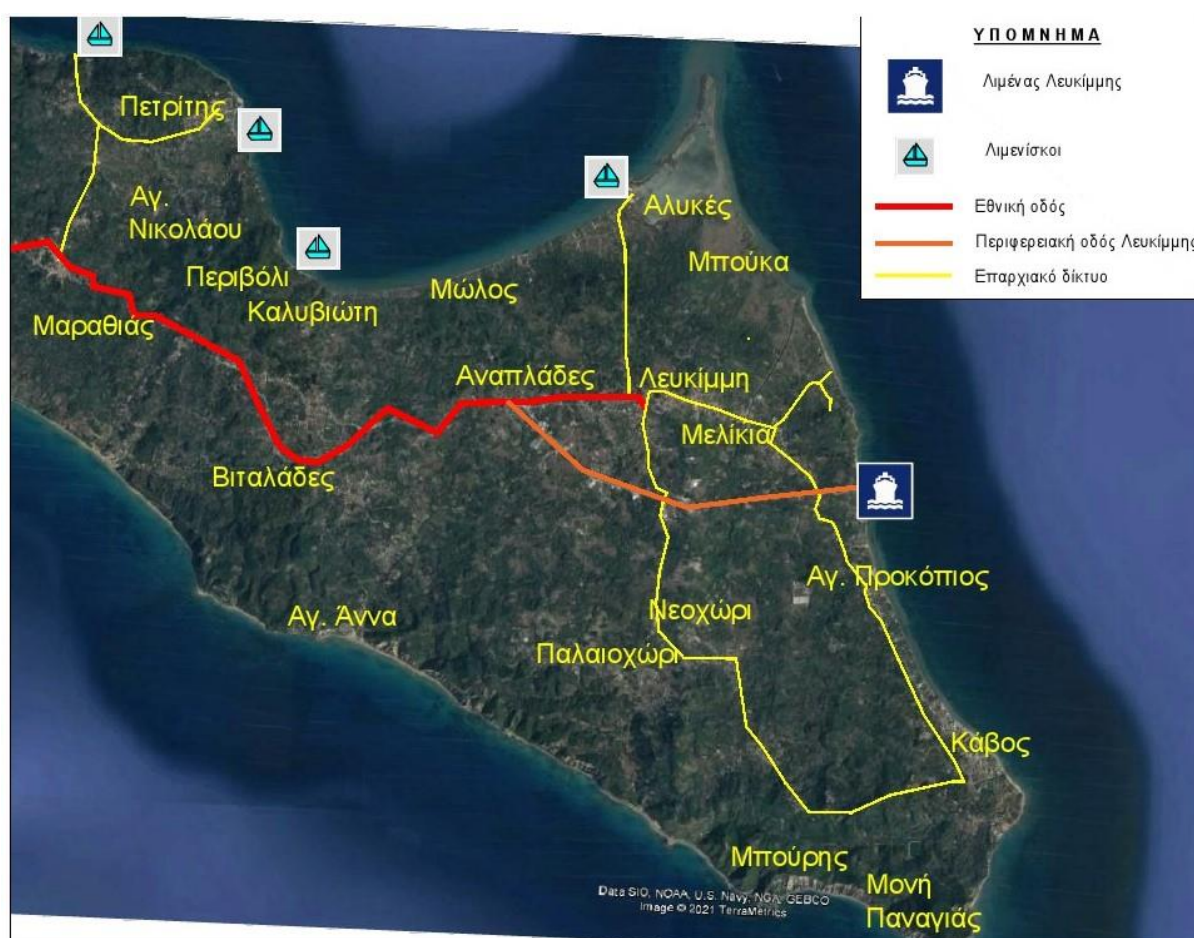 ΥΠΟΜΝΗΜΑ
Λιμένας Λευκίμμης
Λιμενίσκοι
Εθνική οδός
Περιφερειακή οδός Λευκίμμης
Επαρχιακό δίκτυο
Πετρίτης
Αγ.
Νικολάου
Αλυκές
Μπούκα
Περιβόλι
Μώλος
Καλυβιώτη
Μαραθιάς
Αναπλάδες
Λευκίμμη
Μελίκια
Βιταλάδες
Αγ. Προκόπιος
Αγ. Άννα
Νεοχώρι
Παλαιοχώρι
Κάβος
Μπούρης
Μονή
Παναγιάς
Data SIO, NOAA, U.S. Navy, NGA, GEBCO
Image © 2021 TerraMetrics